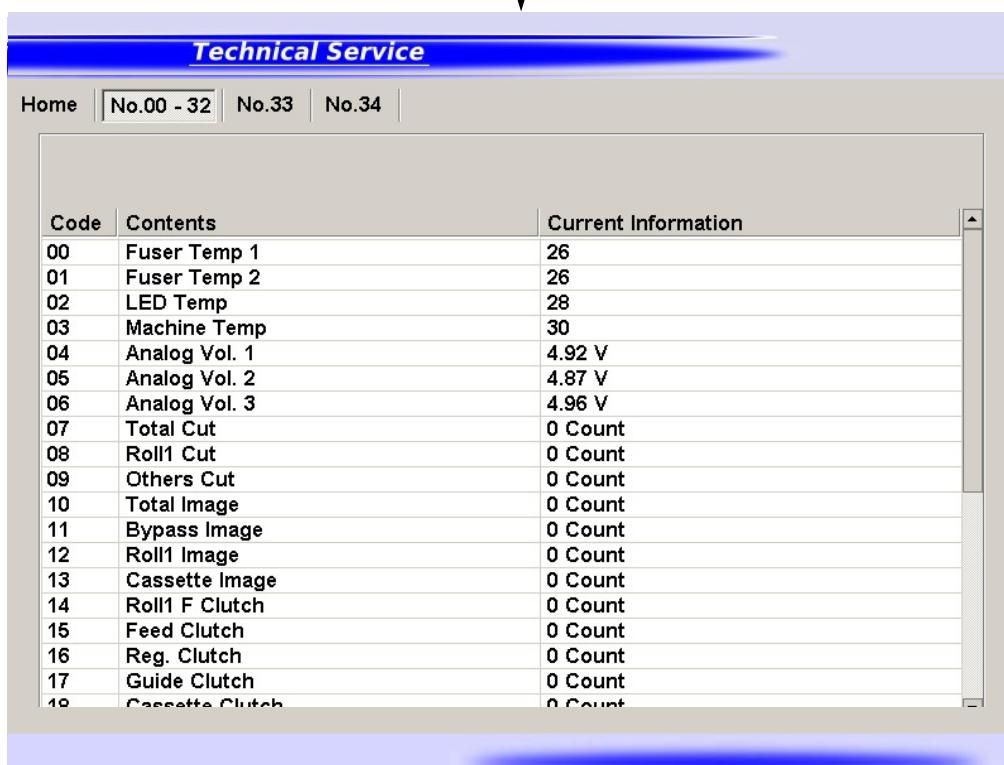 Technical Service
Home No.00 - 32 No.33 No.34
Code Contents Current Information
00 Fuser Temp 1 26
01 Fuser Temp 2 26
02 LED Temp 28
03 Machine Temp 30
04 Analog Vol. 1 4.92 V
05 Analog Vol. 2 4.87 V
06 Analog Vol. 3 4.96 V
07 Total Cut 0 Count
08 Roll1 Cut 0 Count
09 Others Cut 0 Count
10 Total Image 0 Count
11 Bypass Image 0 Count
12 Roll1 Image 0 Count
13 Cassette Image 0 Count
14 Roll1 F Clutch 0 Count
15 Feed Clutch 0 Count
16 Reg. Clutch 0 Count
17 Guide Clutch 0 Count
18 Cassette Clutch 0 Count